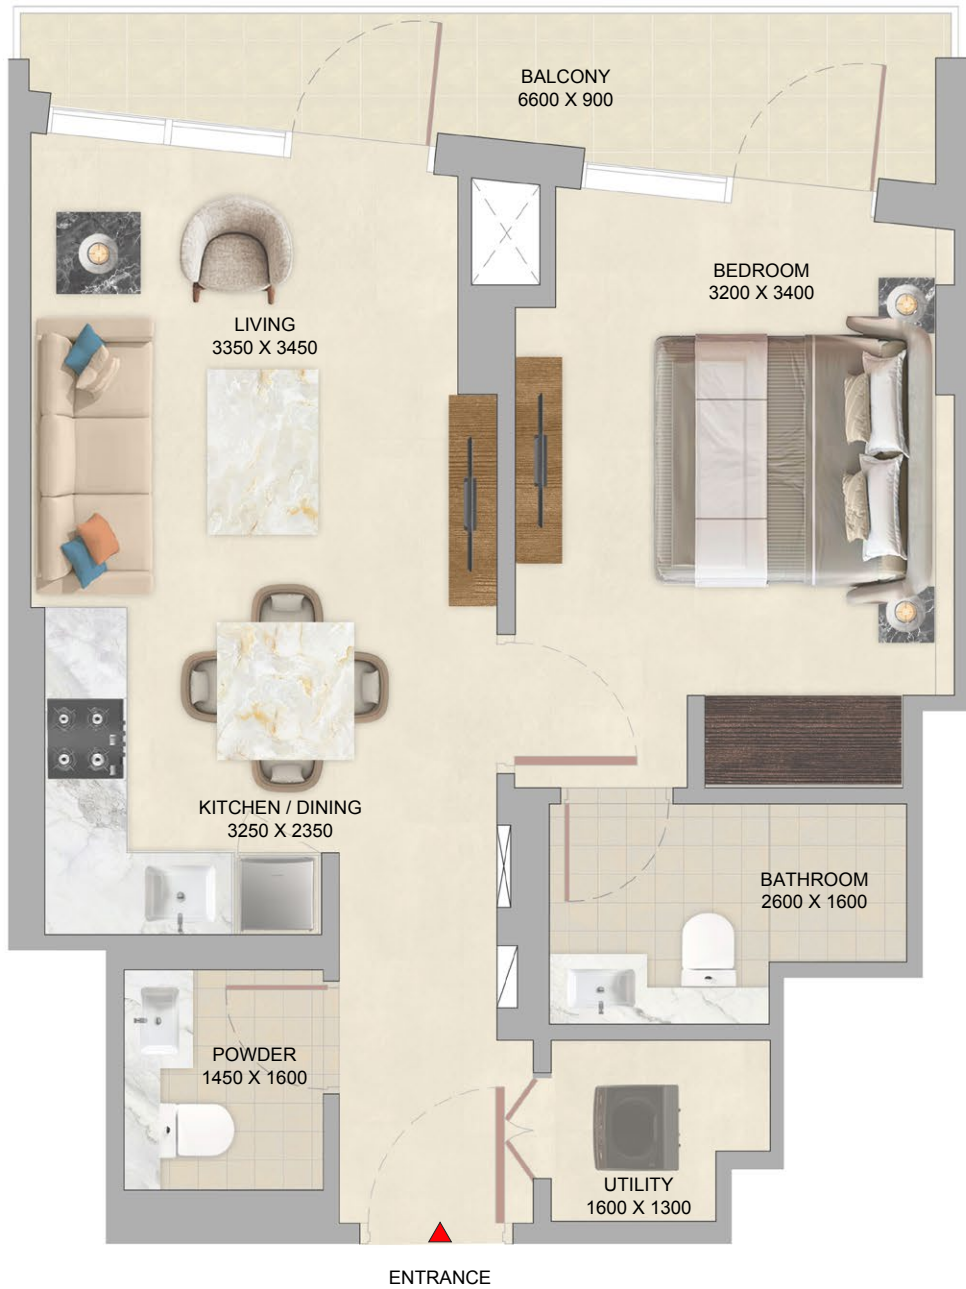 BALCONY
6600 X 900
BEDROOM
3200 X 3400
LIVING
3350 X 3450
KITCHEN / DINING
3250 X 2350
BATHROOM
2600 X 1600
POWDER
1450 X 1600
UTILITY
1600 X 1300
ENTRANCE